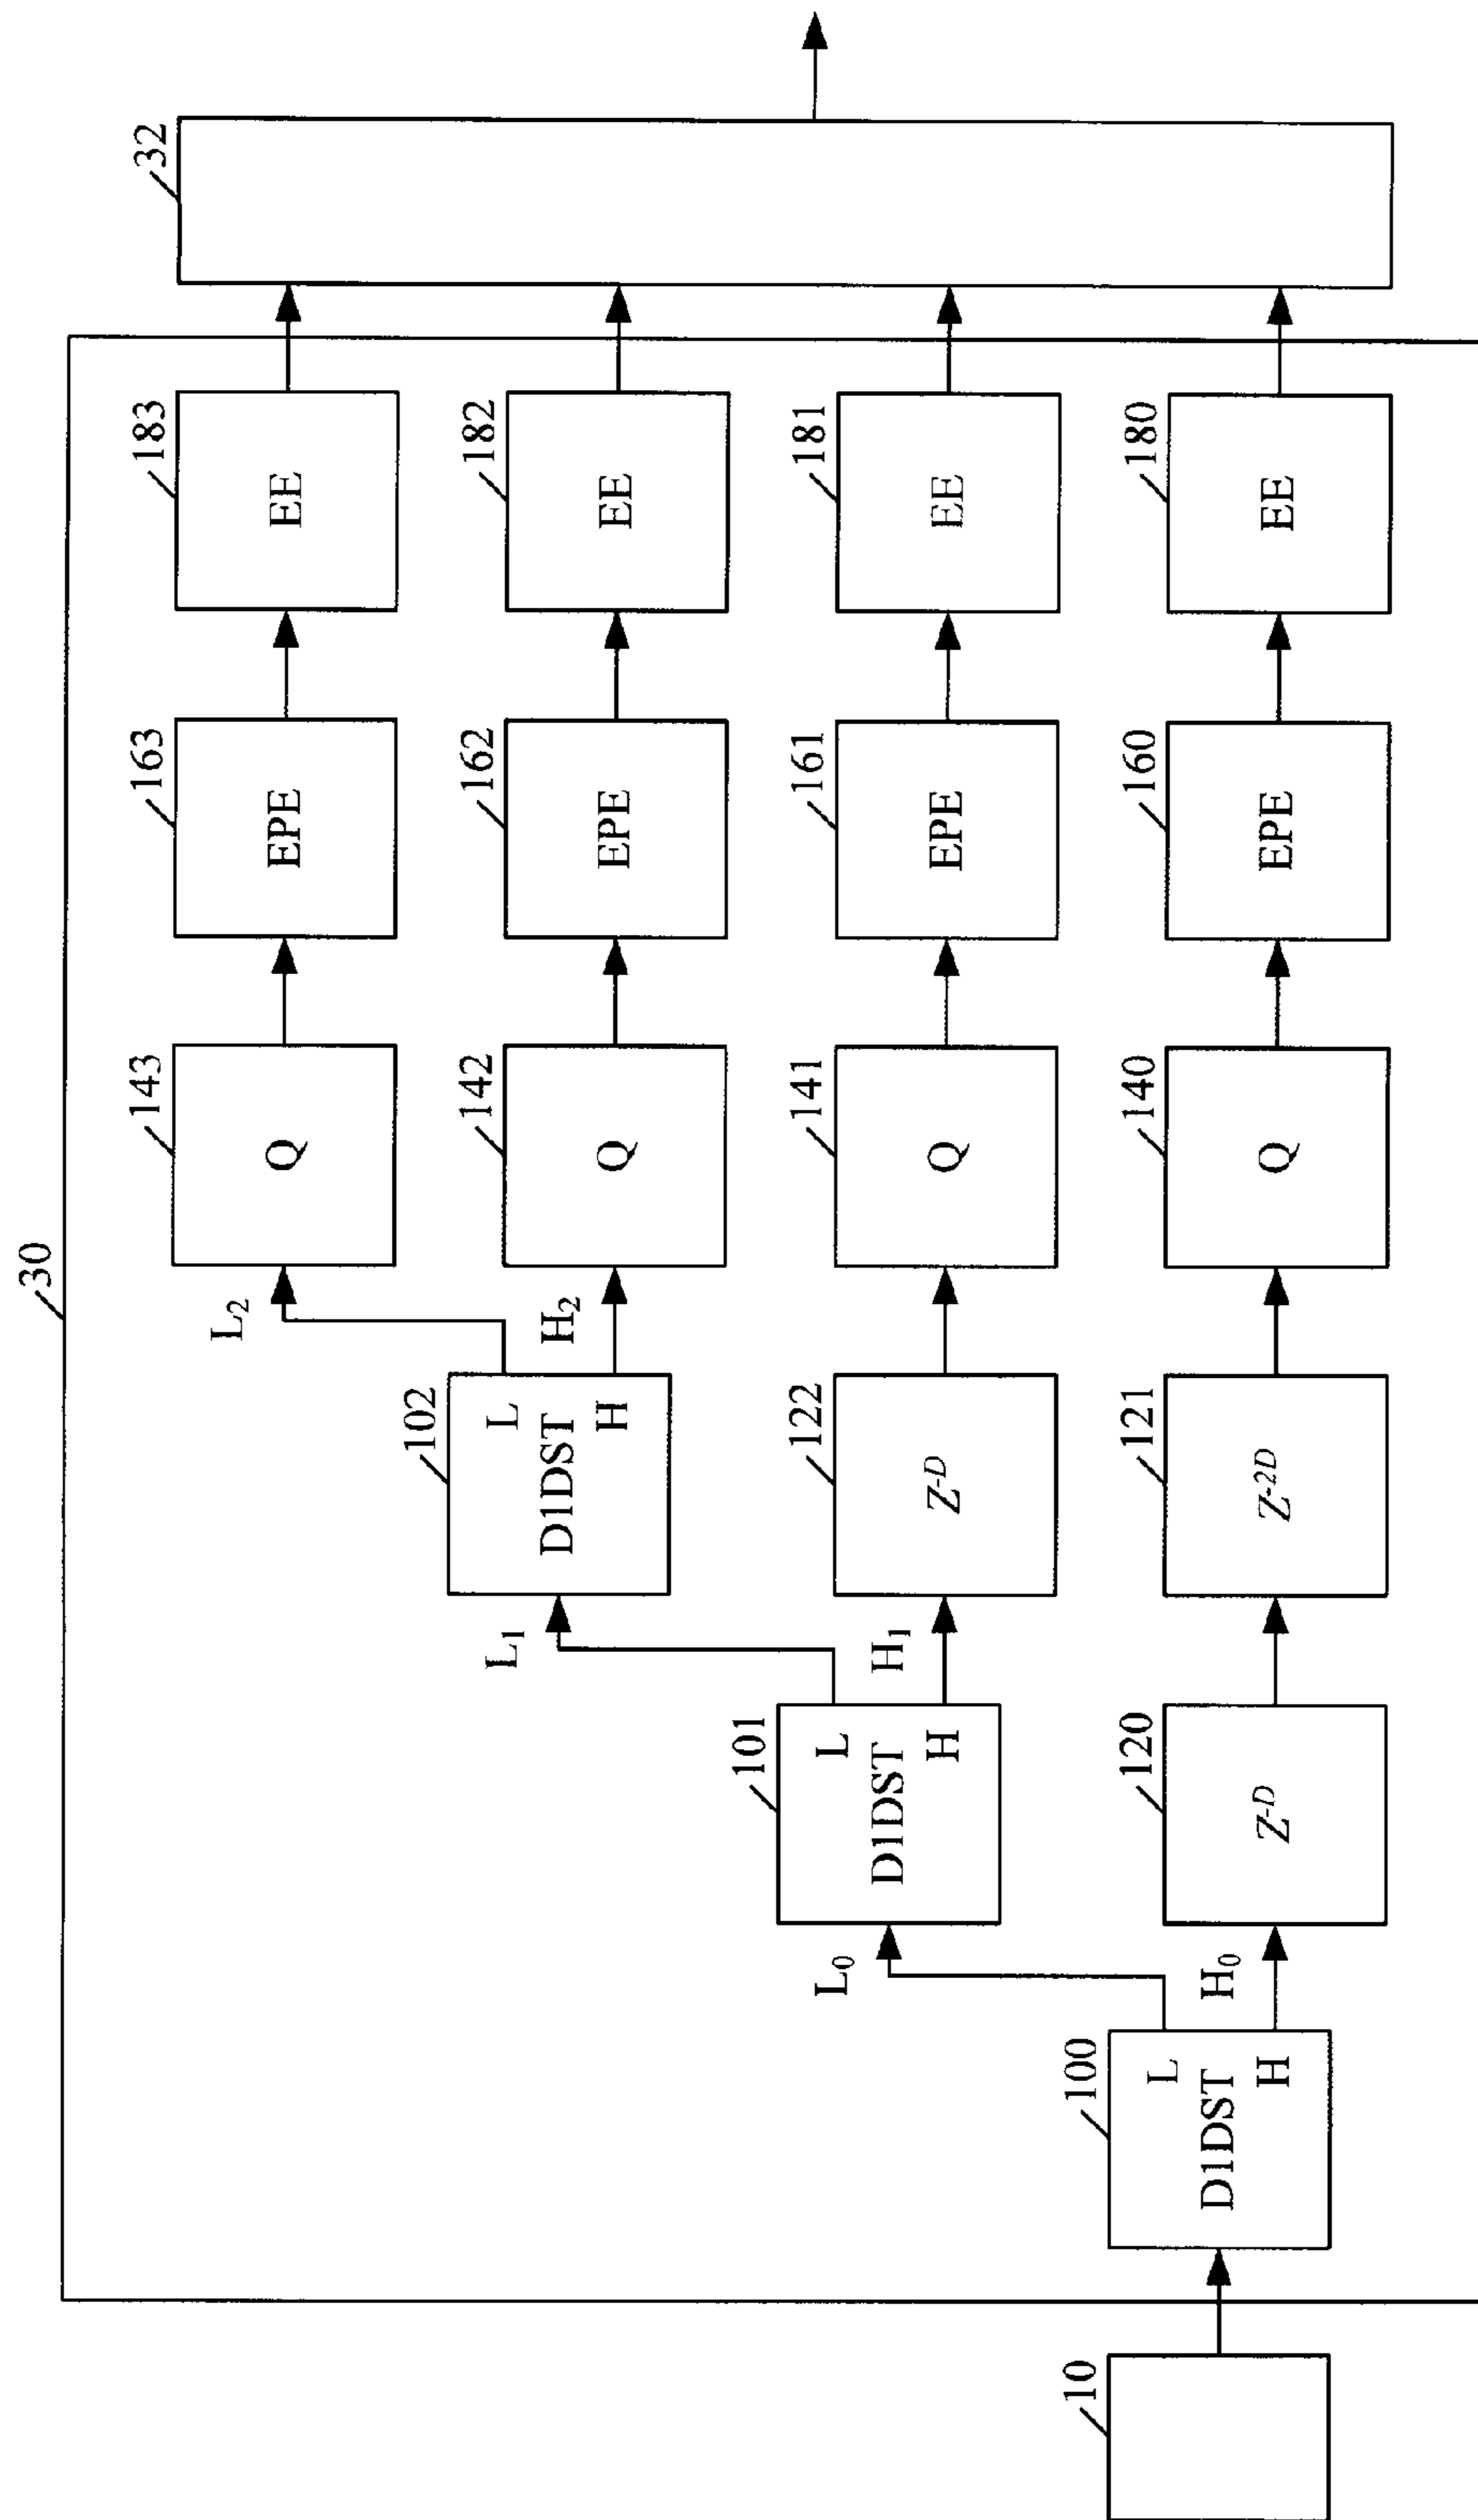 30
32
143
Q
163
EPE
183
EE
L2
102
D1DST
L
H
H2
142
Q
162
EPE
182
EE
L1
101
D1DST
L
H
H1
122
Z-D
141
Q
161
EPE
181
EE
L0
10
100
D1DST
L
H
H0
120
Z-D
121
Z-2D
140
Q
160
EPE
180
EE